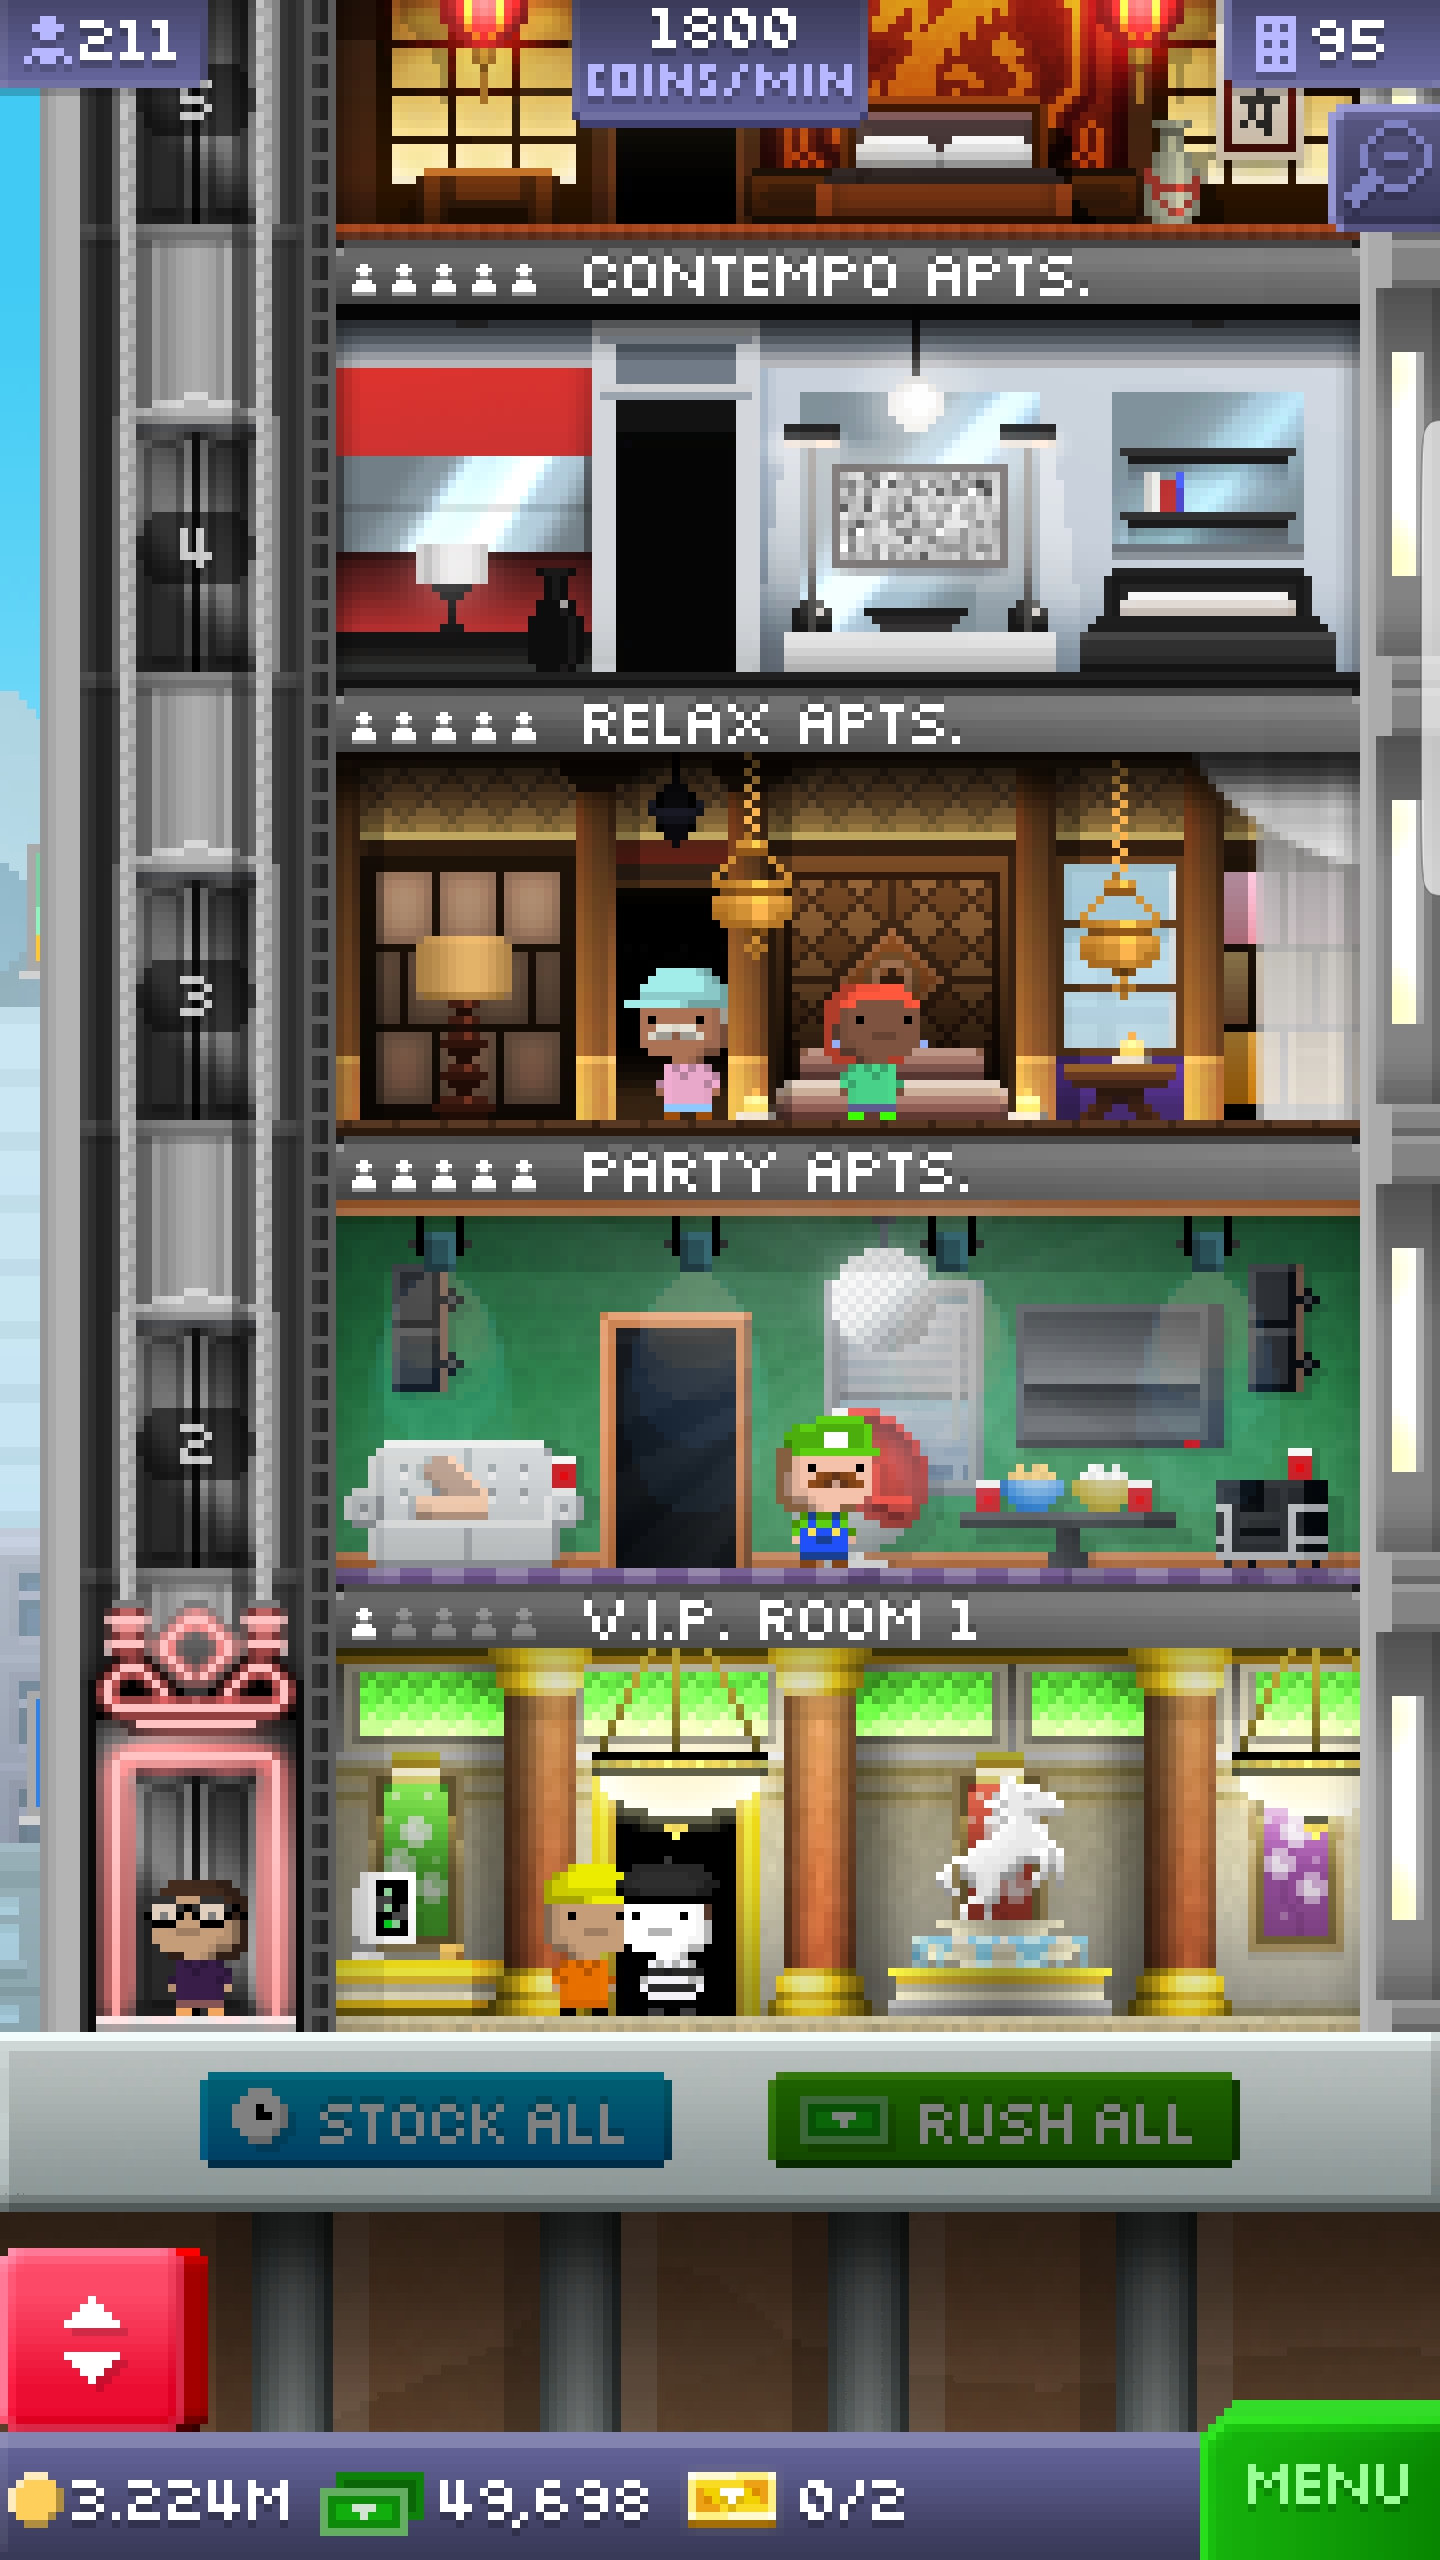 211
1800
COINS/MIN
95
5
CONTEMPO APTS.
4
RELAX APTS.
3
PARTY APTS.
2
V.I.P. ROOM 1
STOCK ALL
RUSH ALL
3.224M
49,698
0/2
MENU